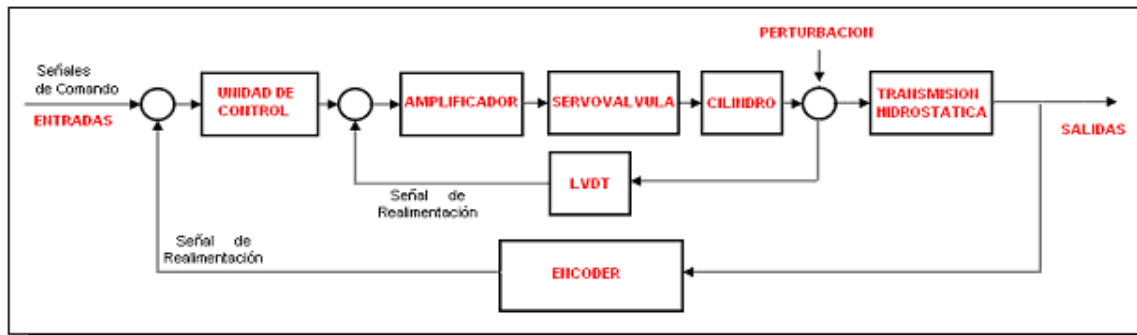 PERTURBACION
Señales
de Comando
ENTRADAS
UNIDAD DE
CONTROL
AMPLIFICADOR
SERVOVALVULA
CILINDRO
TRANSMISION
HIDROSTATICA
SALIDAS
LVDT
Señal de
Realimentación
Señal de
Realimentación
ENCODER